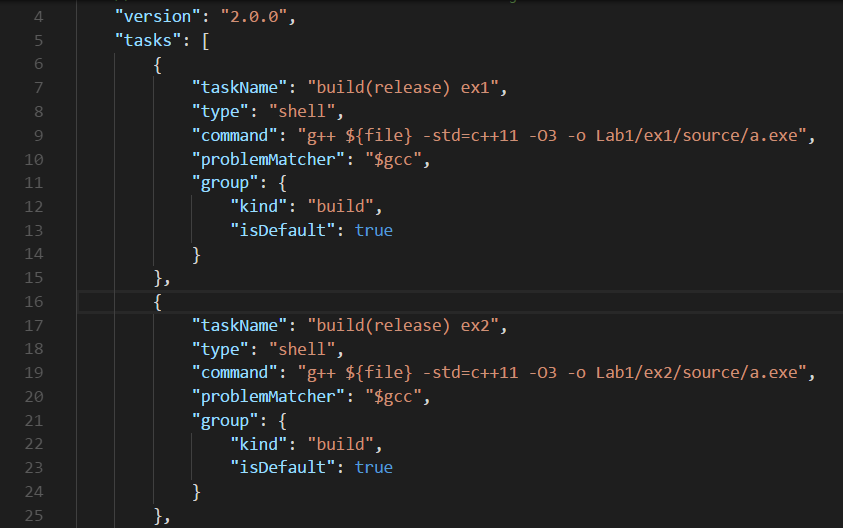 4 "version": "2.0.0",
5 "tasks": [
6 {
7 "taskName": "build(release) ex1",
8 "type": "shell",
9 "command": "g++ ${file} -std=c++11 -O3 -o Lab1/ex1/source/a.exe",
10 "problemMatcher": "$gcc",
11 "group": {
12 "kind": "build",
13 "isDefault": true
14 }
15 },
16 {
17 "taskName": "build(release) ex2",
18 "type": "shell",
19 "command": "g++ ${file} -std=c++11 -O3 -o Lab1/ex2/source/a.exe",
20 "problemMatcher": "$gcc",
21 "group": {
22 "kind": "build",
23 "isDefault": true
24 }
25 },